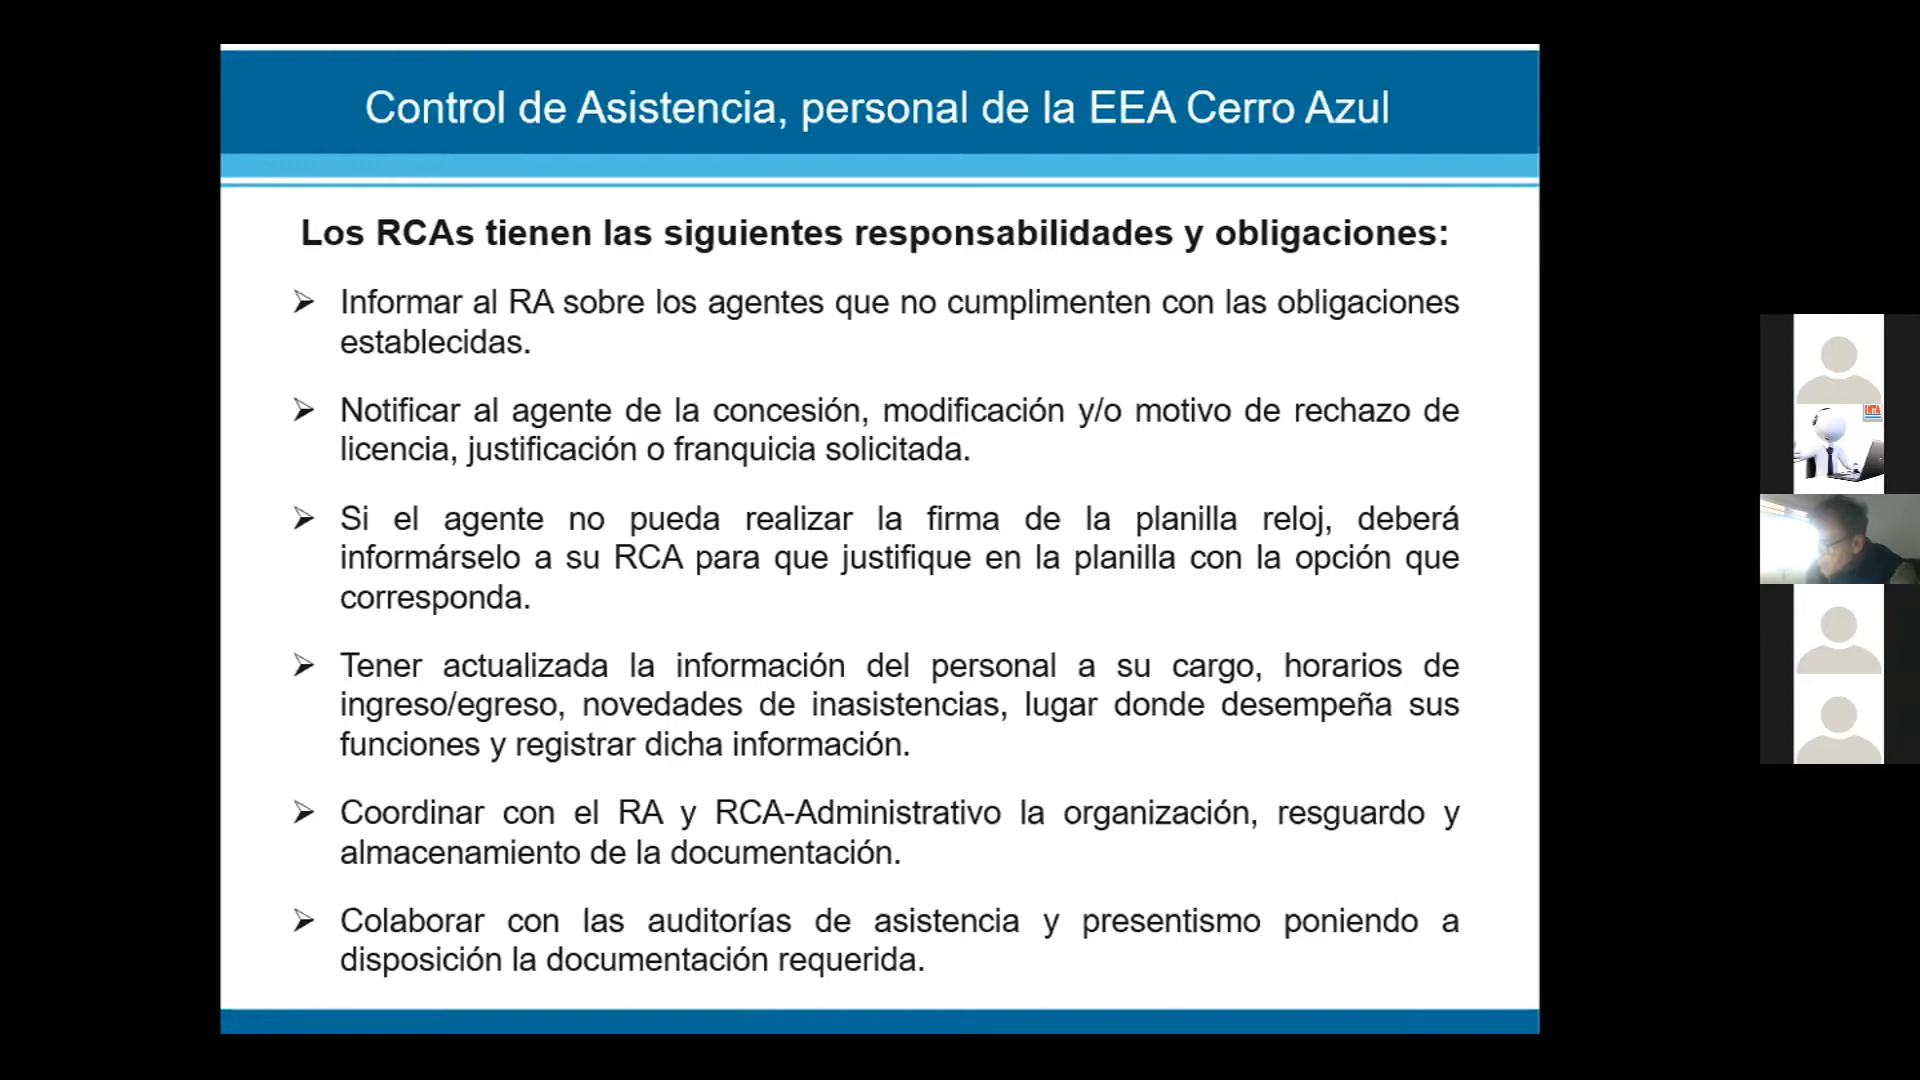 Control de Asistencia, personal de la EEA Cerro Azul
Los RCAs tienen las siguientes responsabilidades y obligaciones:
Informar al RA sobre los agentes que no cumplimenten con las obligaciones
establecidas.
Notificar al agente de la concesión, modificación y/o motivo de rechazo de
licencia, justificación o franquicia solicitada.
Si el agente no pueda realizar la firma de la planilla reloj, deberá
informárselo a su RCA para que justifique en la planilla con la opción que
corresponda.
Tener actualizada la información del personal a su cargo, horarios de
ingreso/egreso, novedades de inasistencias, lugar donde desempeña sus
funciones y registrar dicha información.
Coordinar con el RA y RCA-Administrativo la organización, resguardo y
almacenamiento de la documentación.
Colaborar con las auditorías de asistencia y presentismo poniendo a
disposición la documentación requerida.